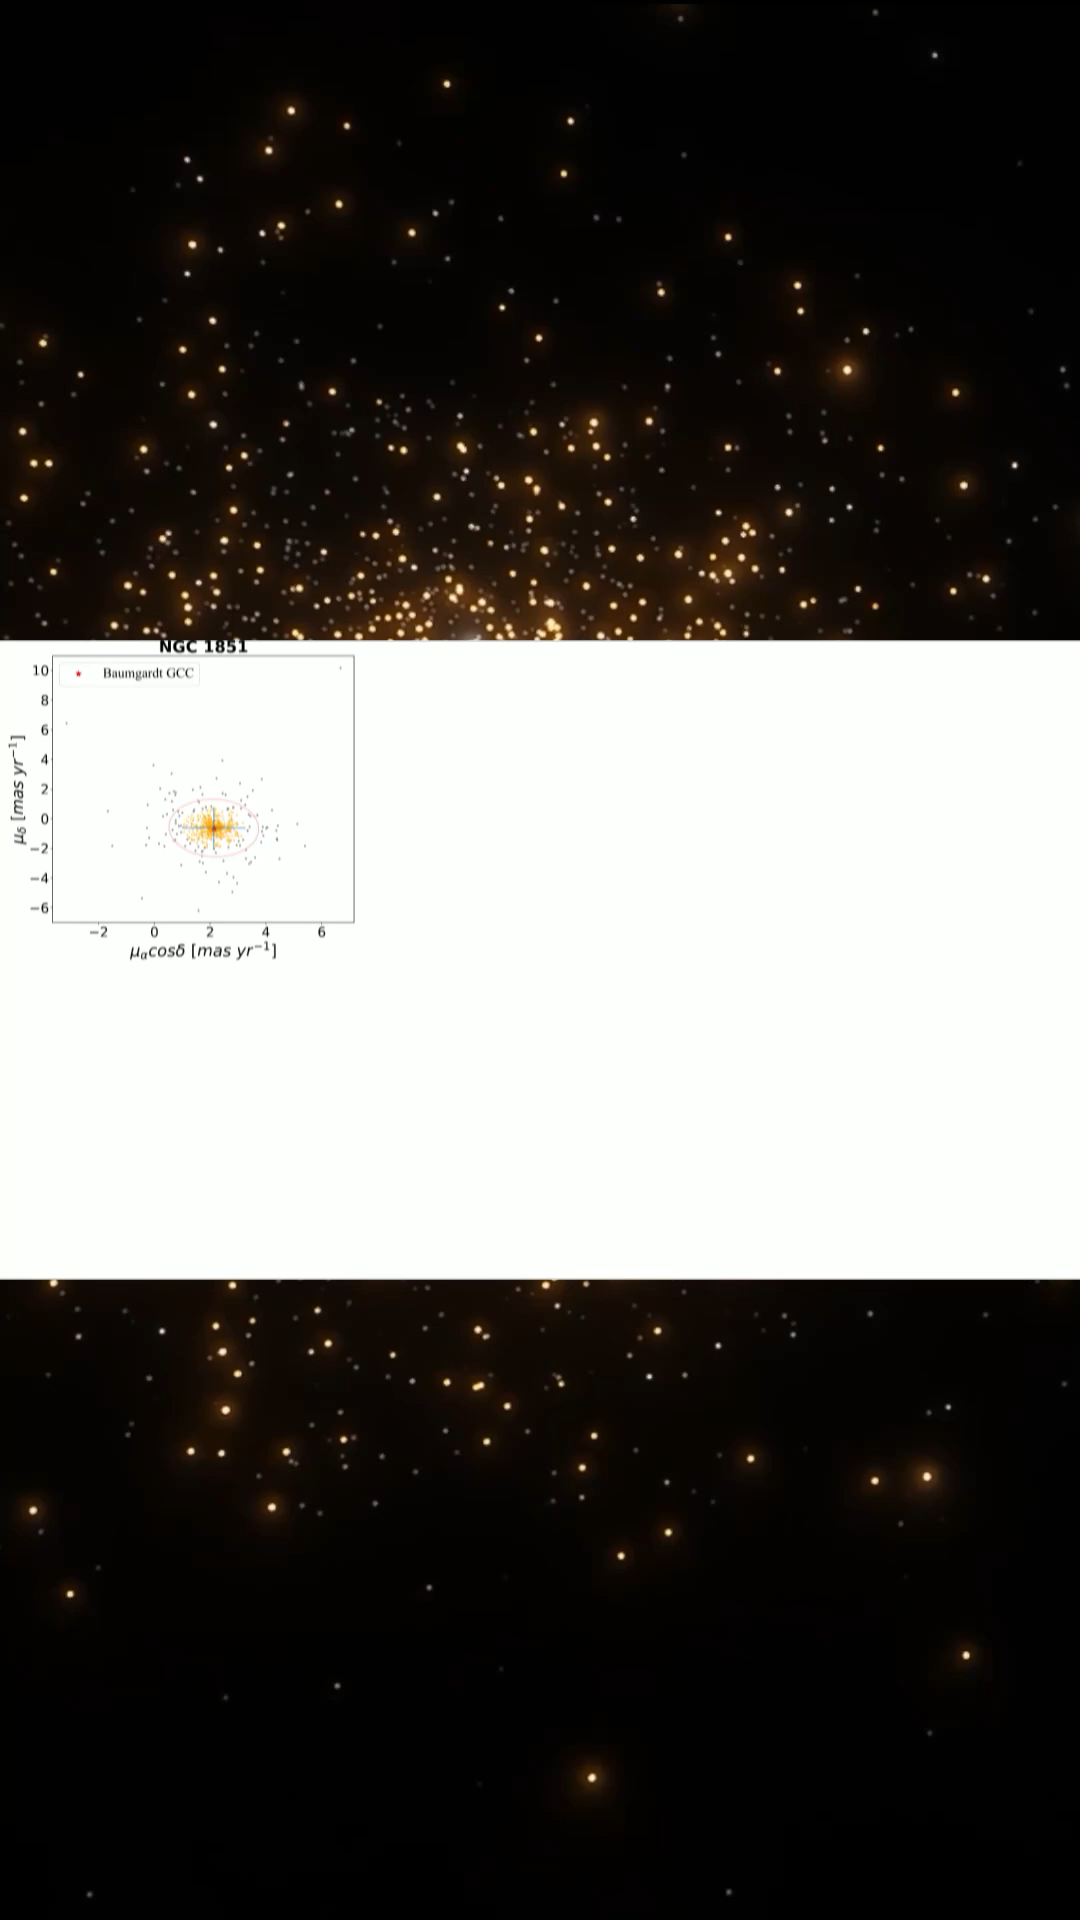 NGC 1851
Baumgardt GCC
10
8
6
4
2
0
−2
−4
−6
μδ [mas yr−1]
−2 0 2 4 6
μαcosδ [mas yr−1]